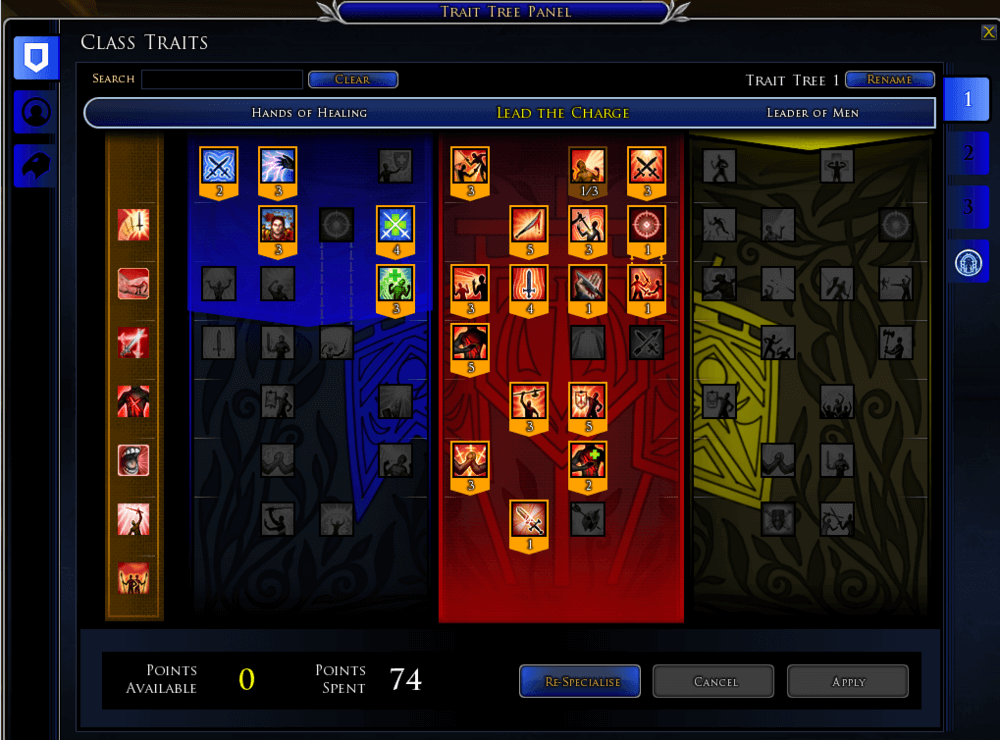 Trait Tree Panel
X
Class Traits
Search
Clear
Trait Tree 1
Rename
Hands of Healing
Lead the Charge
Leader of Men
1
2
3
2
3
3
1/3
3
3
4
5
3
1
3
3
4
1
1
5
3
5
3
2
1
Points Available
0
Points Spent
74
Re-Specialise
Cancel
Apply